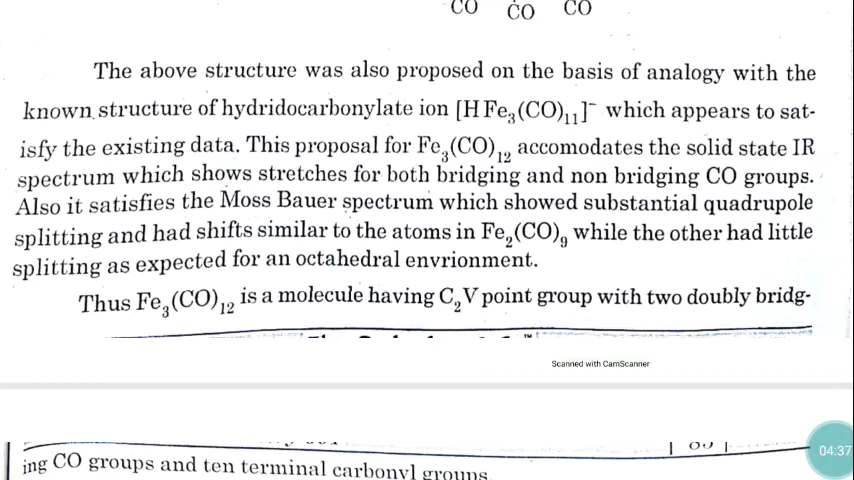 CO CO CO
The above structure was also proposed on the basis of analogy with the
known structure of hydridocarbonylate ion [H Fe₃(CO)₁₁]⁻ which appears to sat-
isfy the existing data. This proposal for Fe₃(CO)₁₂ accomodates the solid state IR
spectrum which shows stretches for both bridging and non bridging CO groups.
Also it satisfies the Moss Bauer spectrum which showed substantial quadrupole
splitting and had shifts similar to the atoms in Fe₂(CO)₉ while the other had little
splitting as expected for an octahedral envrionment.
Thus Fe₃(CO)₁₂ is a molecule having C₂V point group with two doubly bridg-
Scanned with CamScanner
04:37
ing CO groups and ten terminal carbonyl groups